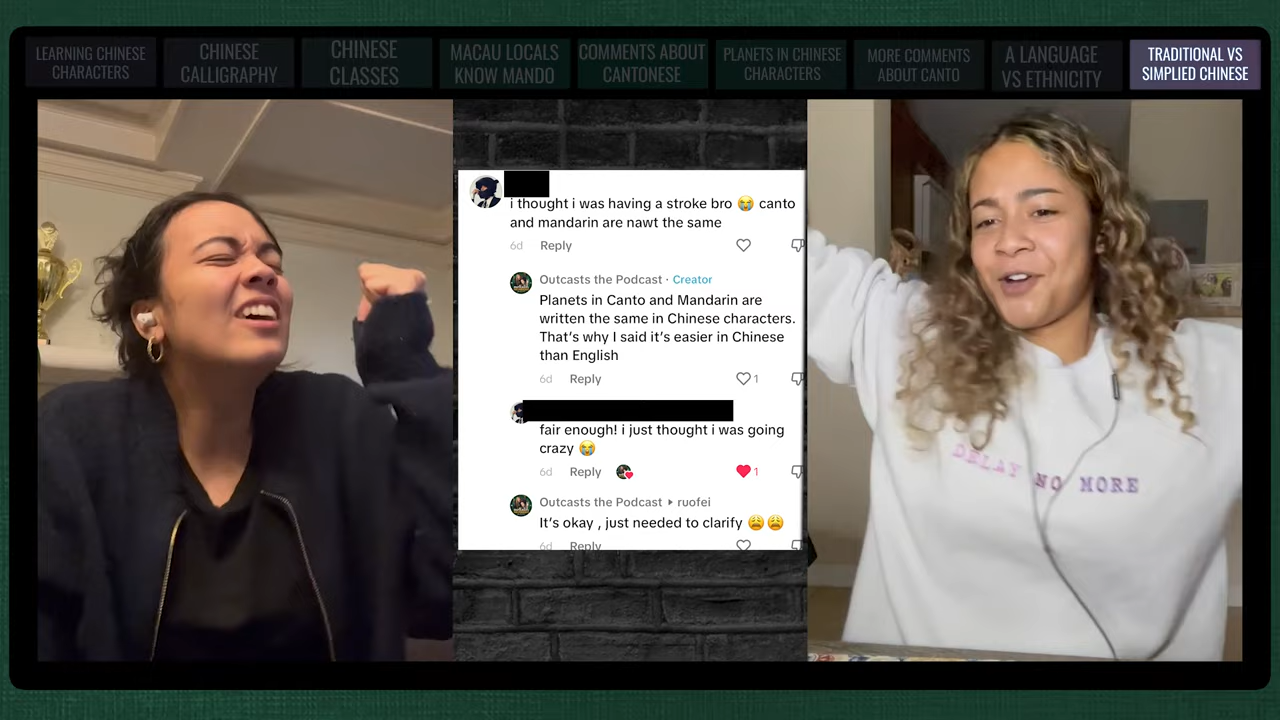 LEARNING CHINESE
CHARACTERS
CHINESE
CALLIGRAPHY
CHINESE
CLASSES
MACAU LOCALS
KNOW MANDO
COMMENTS ABOUT
CANTONESE
PLANETS IN CHINESE
CHARACTERS
MORE COMMENTS
ABOUT CANTO
A LANGUAGE
VS ETHNICITY
TRADITIONAL VS
SIMPLIED CHINESE
i thought i was having a stroke bro 😭 canto
and mandarin are nawt the same
6d Reply
Outcasts the Podcast · Creator
Planets in Canto and Mandarin are
written the same in Chinese characters.
That's why I said it's easier in Chinese
than English
6d Reply 1
fair enough! i just thought i was going
crazy 😭
6d Reply 1
Outcasts the Podcast ▸ ruofei
It's okay , just needed to clarify 😩😩
6d Reply
DELAY NO MORE